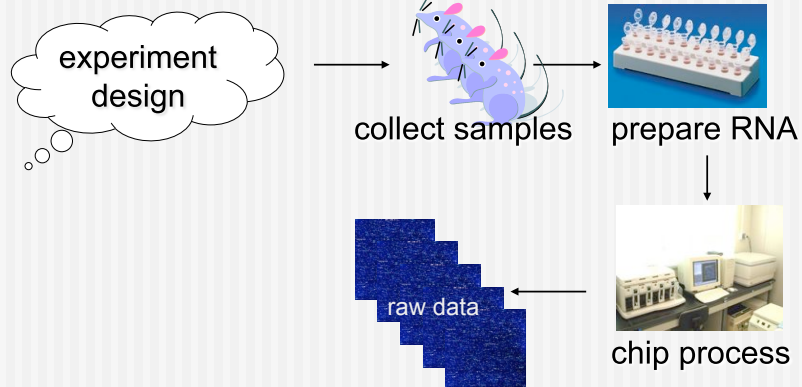 experiment
design
collect samples
prepare RNA
raw data
chip process